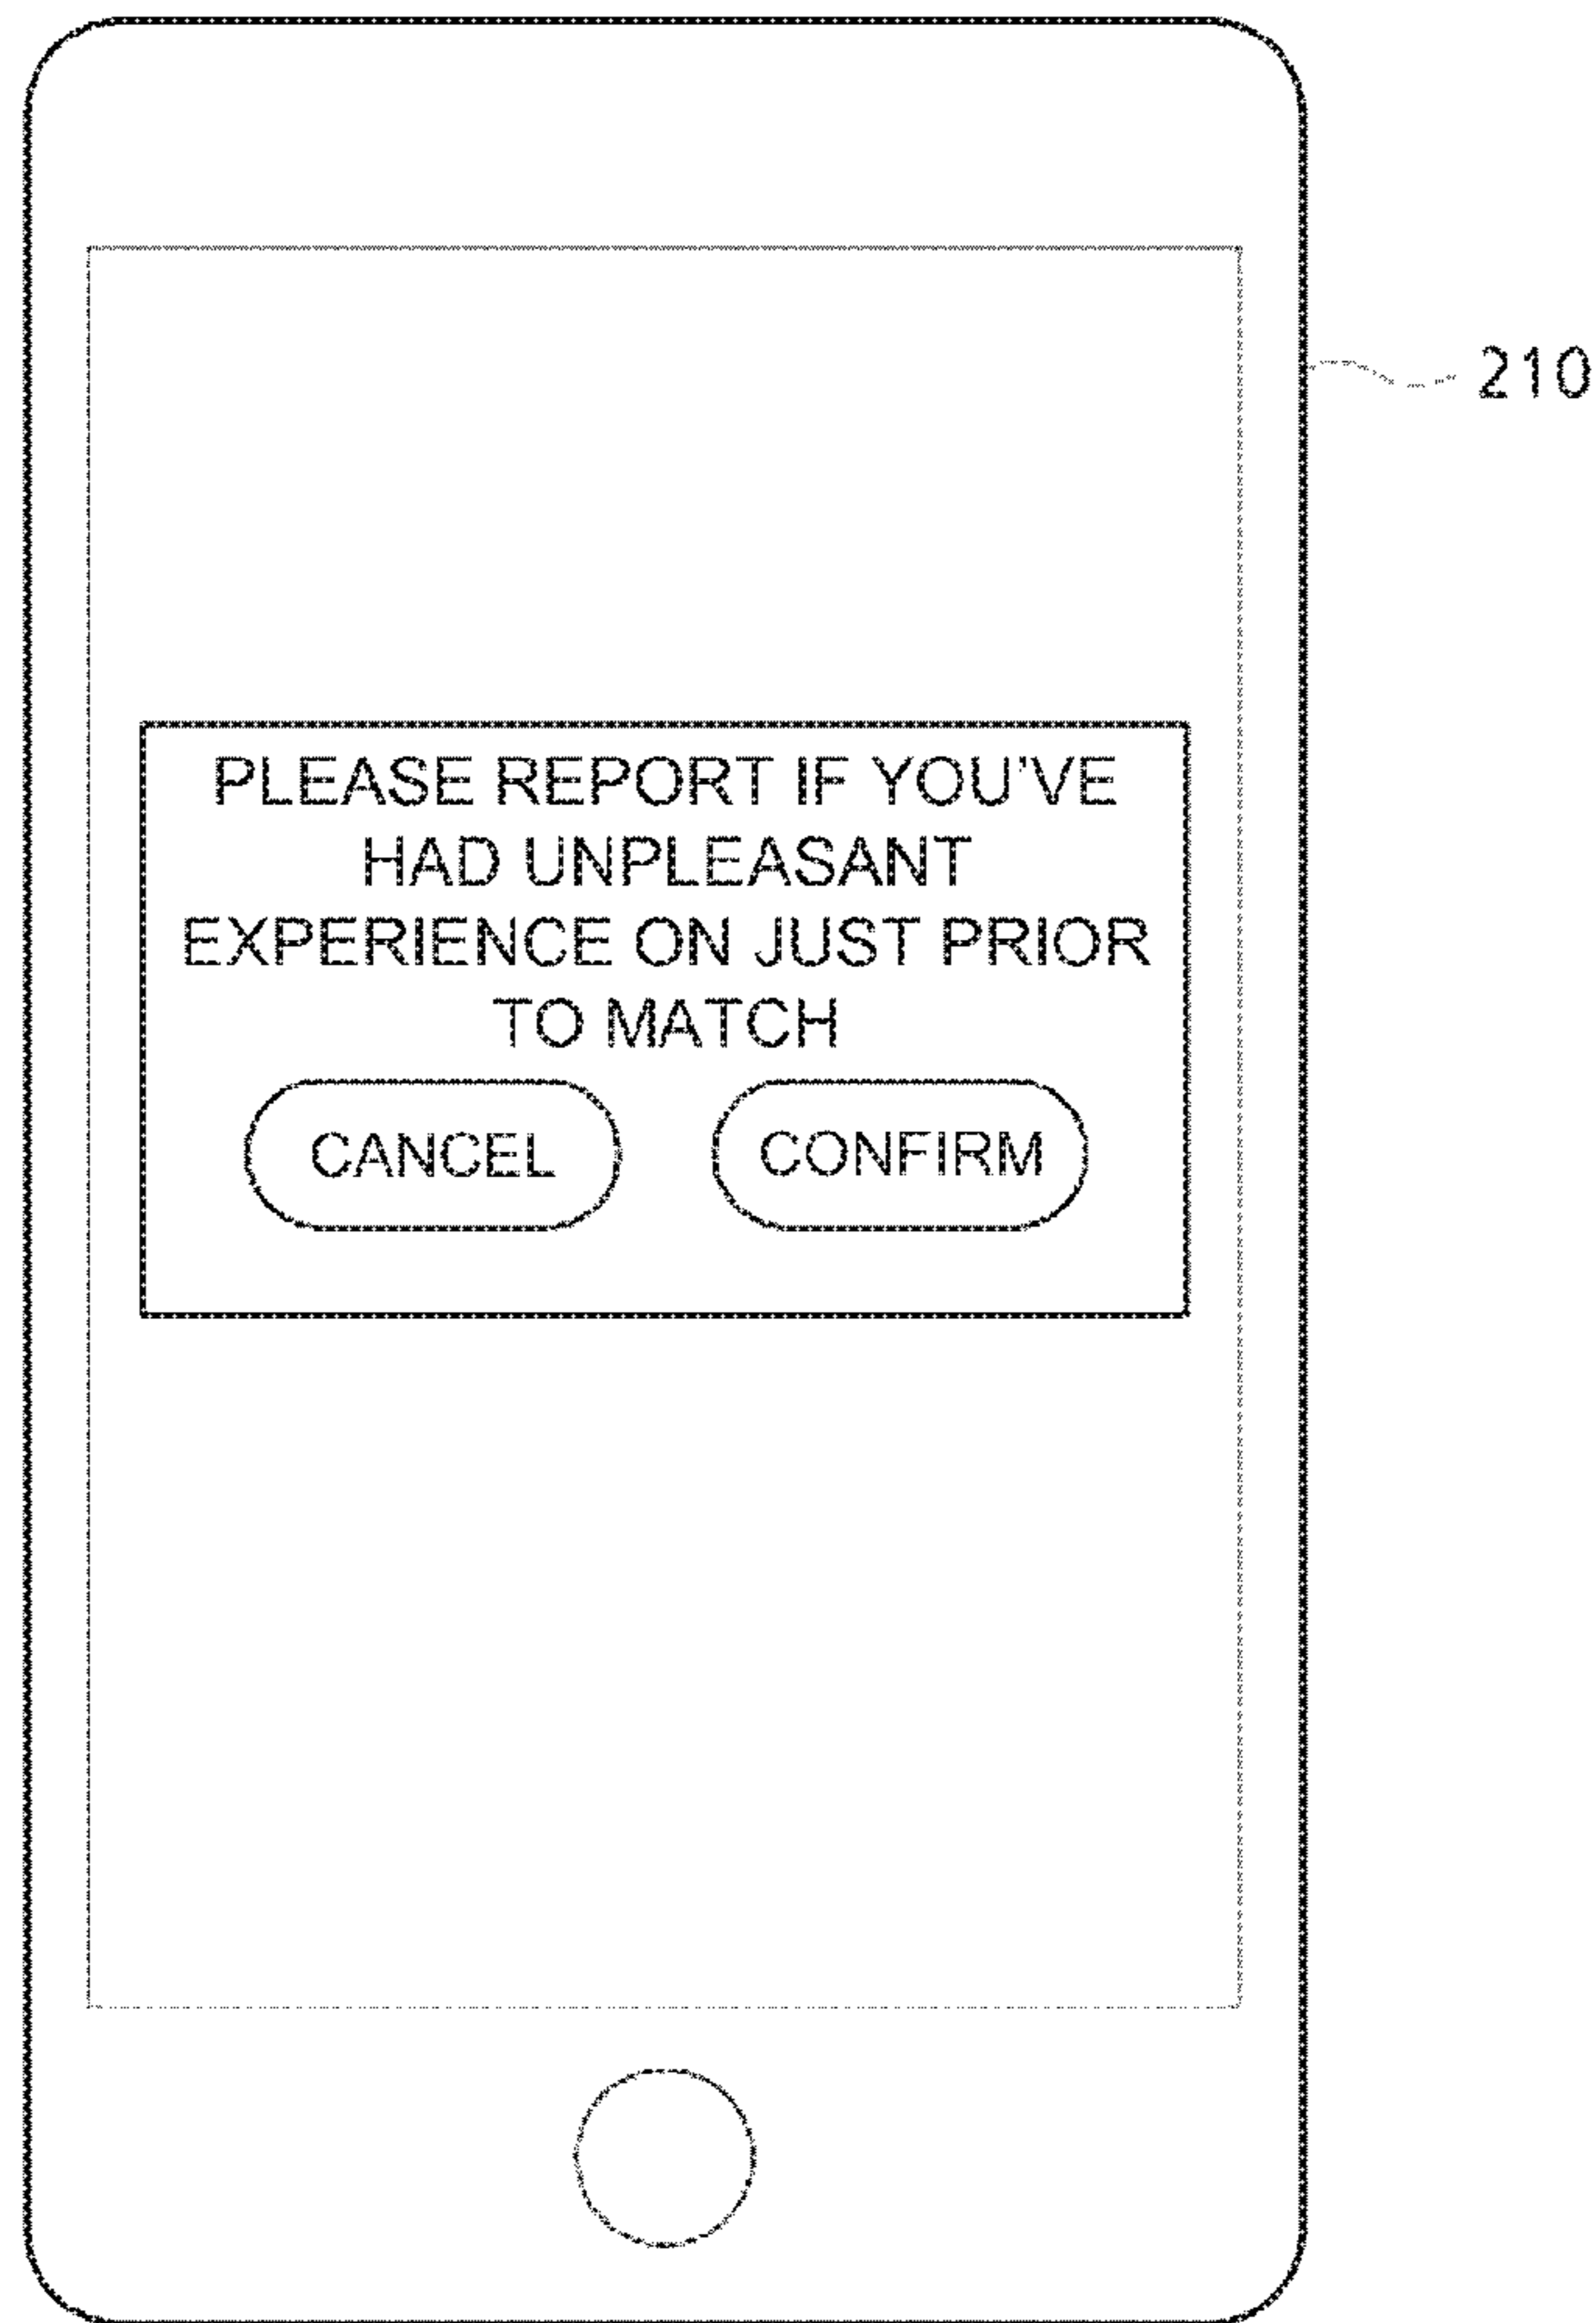 210
PLEASE REPORT IF YOU'VE
HAD UNPLEASANT
EXPERIENCE ON JUST PRIOR
TO MATCH
CANCEL CONFIRM